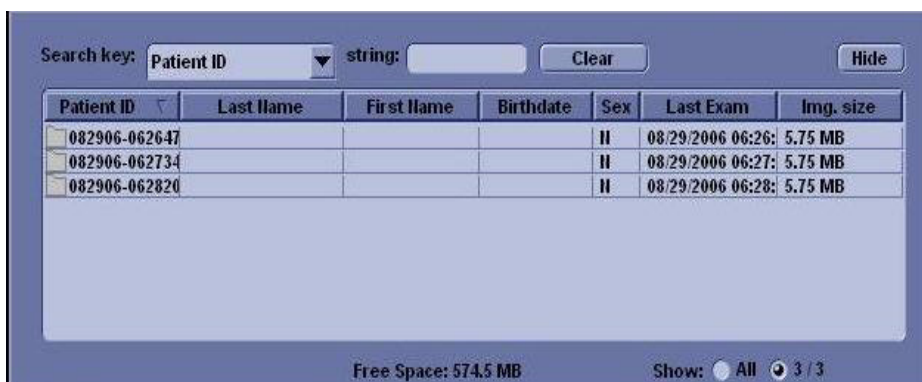 Search key: Patient ID string: Clear Hide
Patient ID Last Name First Name Birthdate Sex Last Exam Img. size
082906-062647 N 08/29/2006 06:26: 5.75 MB
082906-062734 N 08/29/2006 06:27: 5.75 MB
082906-062820 N 08/29/2006 06:28: 5.75 MB
Free Space: 574.5 MB Show: All 3 / 3